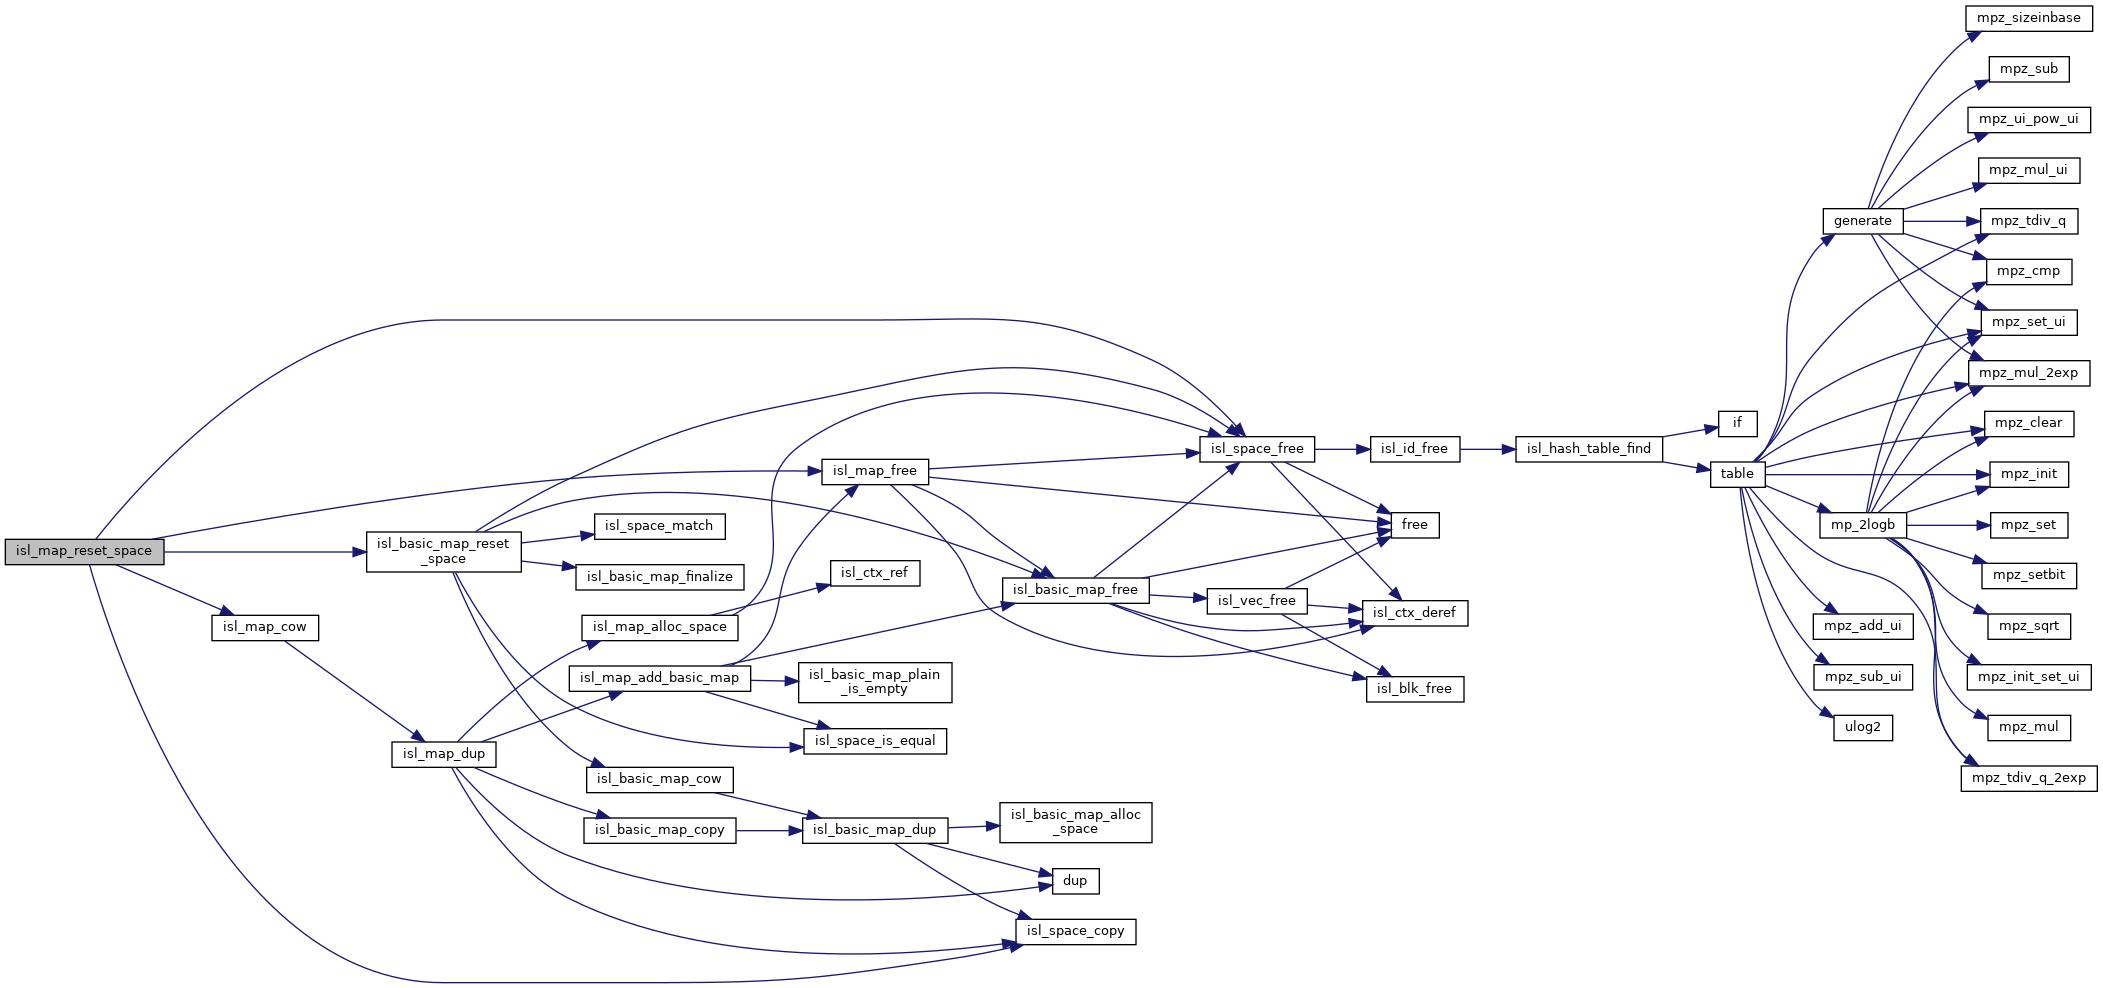 mpz_sizeinbase
mpz_sub
mpz_ui_pow_ui
mpz_mul_ui
generate
mpz_tdiv_q
mpz_cmp
mpz_set_ui
mpz_mul_2exp
if
mpz_clear
isl_space_free
isl_id_free
isl_hash_table_find
isl_map_free
table
mpz_init
isl_space_match
free
mp_2logb
mpz_set
isl_map_reset_space
isl_basic_map_reset
_space
isl_basic_map_finalize
isl_ctx_ref
mpz_setbit
isl_basic_map_free
isl_vec_free
isl_ctx_deref
isl_map_cow
isl_map_alloc_space
mpz_add_ui
mpz_sqrt
isl_map_add_basic_map
isl_basic_map_plain
_is_empty
isl_blk_free
mpz_sub_ui
mpz_init_set_ui
isl_space_is_equal
ulog2
mpz_mul
isl_map_dup
isl_basic_map_cow
mpz_tdiv_q_2exp
isl_basic_map_copy
isl_basic_map_dup
isl_basic_map_alloc
_space
dup
isl_space_copy